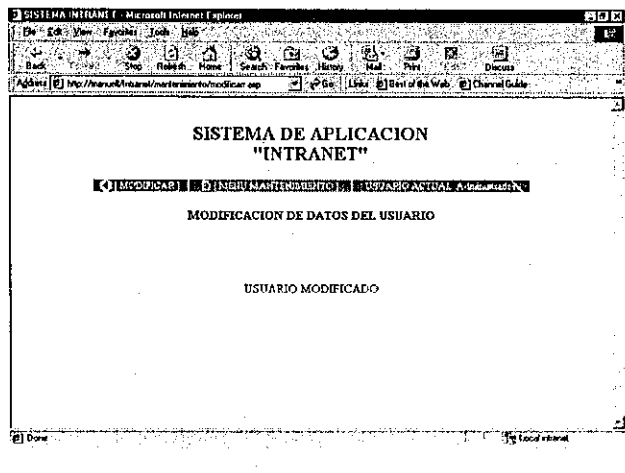 SISTEMA INTRANET - Microsoft Internet Explorer
File Edit View Favorites Tools Help
Back Stop Refresh Home Search Favorites History Mail Print Edit Discuss
Address Go Links Best of the Web Channel Guide
SISTEMA DE APLICACION
"INTRANET"
[ MODIFICAR ] [ MENU MANTENIMIENTO ] USUARIO ACTUAL
MODIFICACION DE DATOS DEL USUARIO
USUARIO MODIFICADO
Done Local intranet